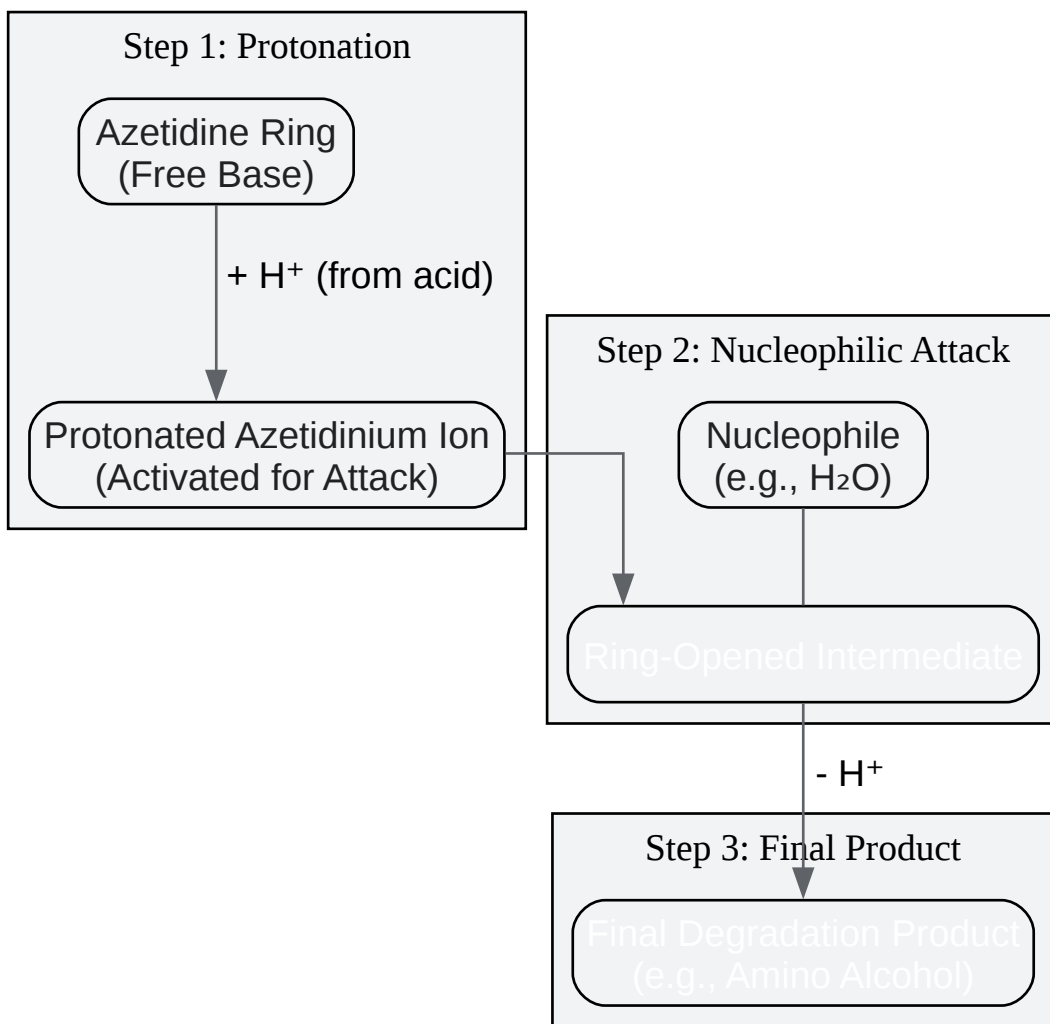 Step 1: Protonation
Azetidine Ring
(Free Base)
+ H⁺ (from acid)
Protonated Azetidinium Ion
(Activated for Attack)
Step 2: Nucleophilic Attack
Nucleophile
(e.g., H₂O)
Ring-Opened Intermediate
- H⁺
Step 3: Final Product
Final Degradation Product
(e.g., Amino Alcohol)